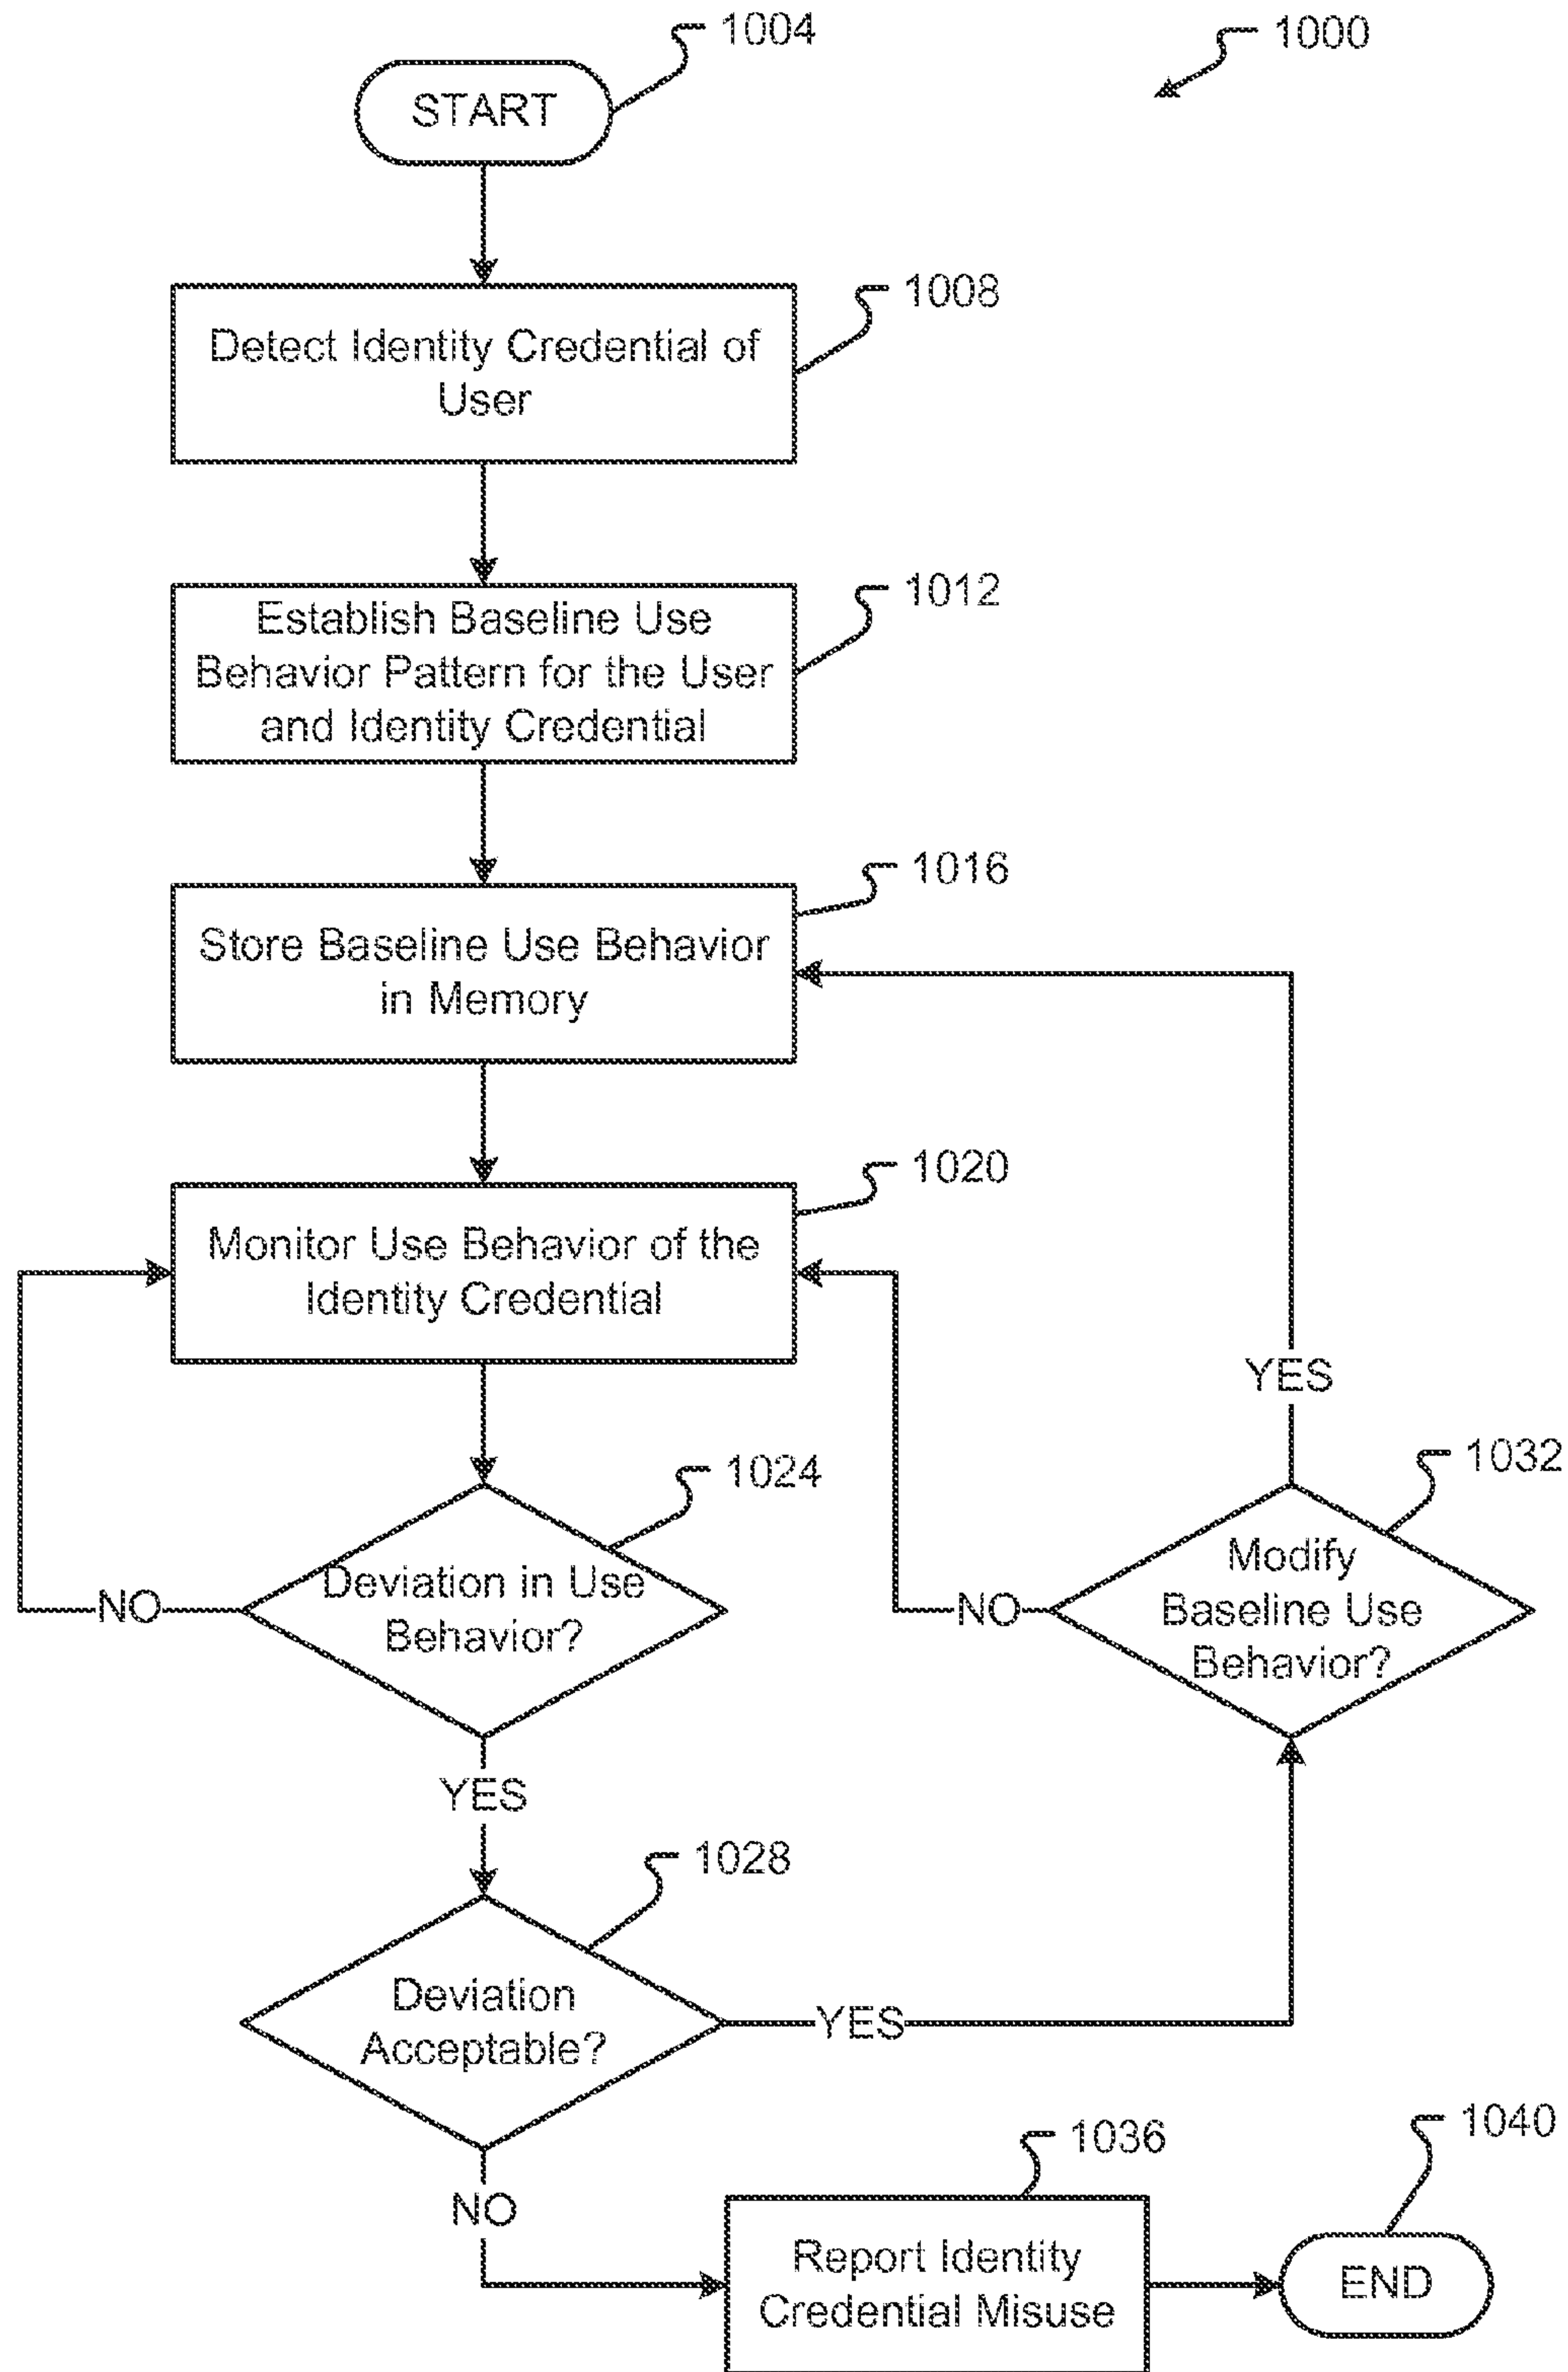 1004
1000
START
1008
Detect Identity Credential of
User
1012
Establish Baseline Use
Behavior Pattern for the User
and Identity Credential
1016
Store Baseline Use Behavior
in Memory
1020
Monitor Use Behavior of the
Identity Credential
YES
1024
1032
Deviation in Use
Behavior?
NO
Modify
Baseline Use
Behavior?
NO
YES
1028
Deviation
Acceptable?
YES
NO
1036
1040
Report Identity
Credential Misuse
END